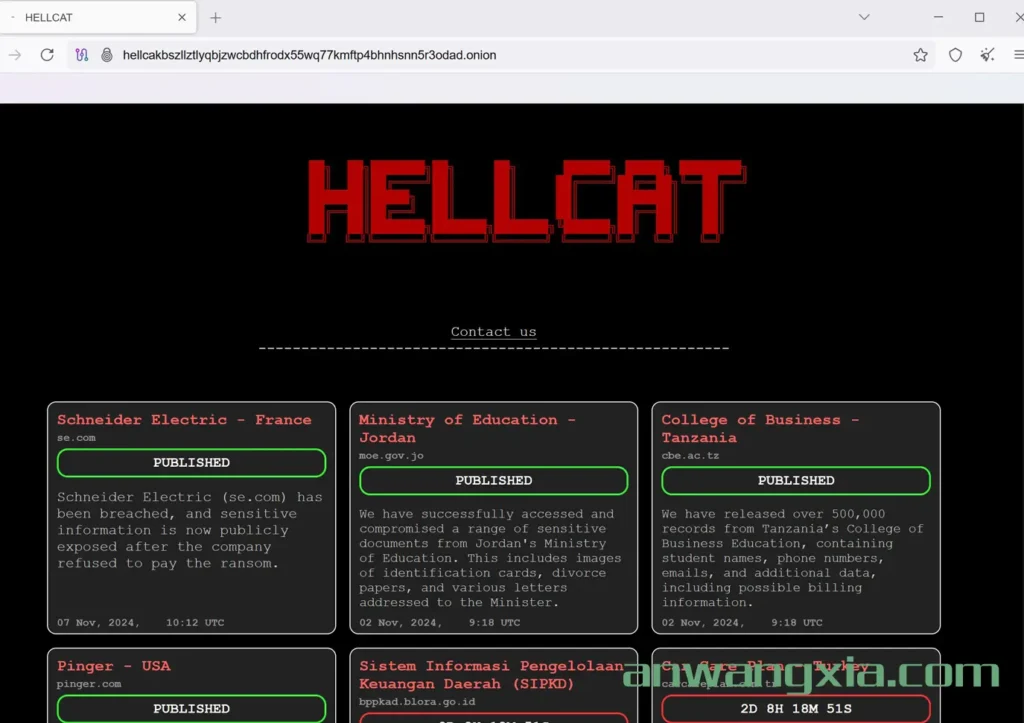 HELLCAT
hellcakbszllztlyqbjzwcbdhfrodx55wq77kmftp4bhnhsnn5r3odad.onion
HELLCAT
Contact us
Schneider Electric - France
se.com
PUBLISHED
Schneider Electric (se.com) has
been breached, and sensitive
information is now publicly
exposed after the company
refused to pay the ransom.
07 Nov, 2024, 10:12 UTC
Ministry of Education -
Jordan
moe.gov.jo
PUBLISHED
We have successfully accessed and
compromised a range of sensitive
documents from Jordan's Ministry
of Education. This includes images
of identification cards, divorce
papers, and various letters
addressed to the Minister.
02 Nov, 2024, 9:18 UTC
College of Business -
Tanzania
cbe.ac.tz
PUBLISHED
We have released over 500,000
records from Tanzania’s College of
Business Education, containing
student names, phone numbers,
emails, and additional data,
including possible billing
information.
02 Nov, 2024, 9:18 UTC
Pinger - USA
pinger.com
PUBLISHED
Sistem Informasi Pengelolaan
Keuangan Daerah (SIPKD)
bppkad.blora.go.id
Car Care Plan - Turkey
2D 8H 18M 51S
anwangxia.com